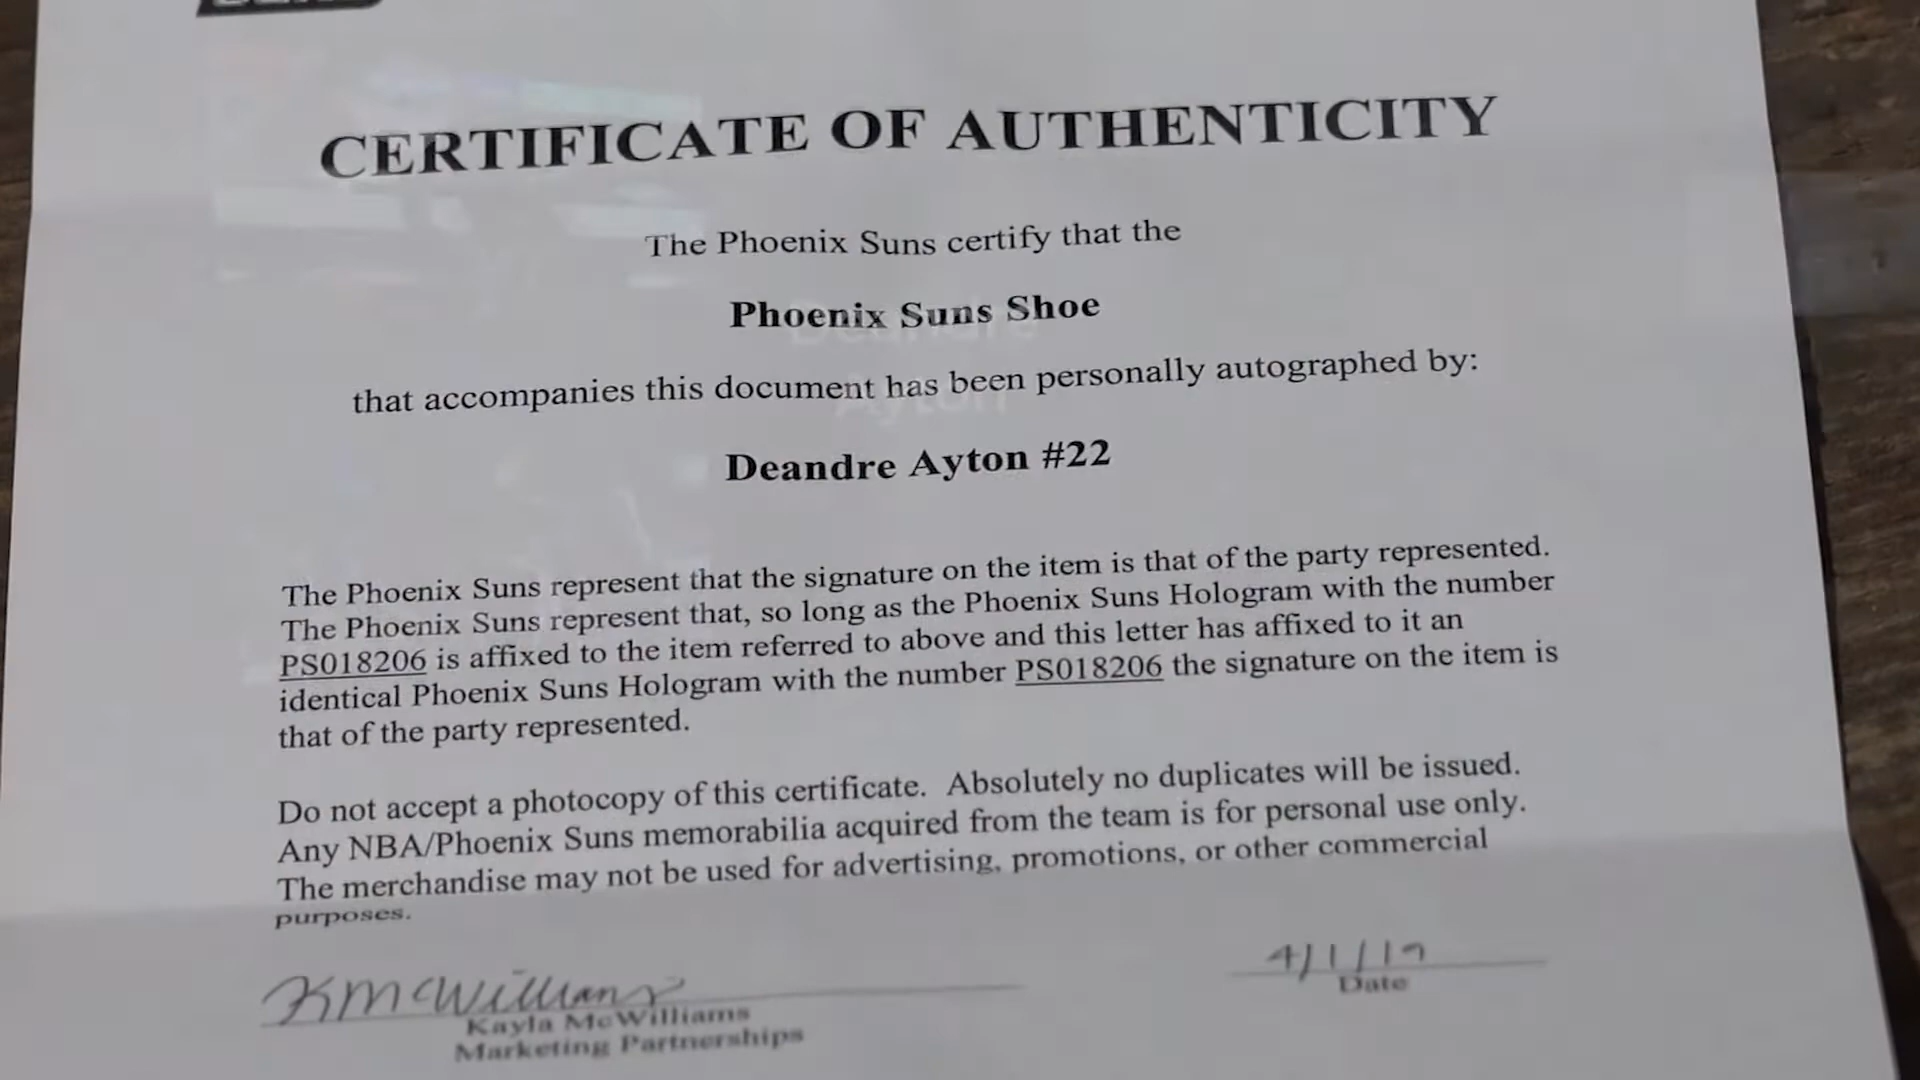 CERTIFICATE OF AUTHENTICITY
The Phoenix Suns certify that the
Phoenix Suns Shoe
that accompanies this document has been personally autographed by:
Deandre Ayton #22
The Phoenix Suns represent that the signature on the item is that of the party represented.
The Phoenix Suns represent that, so long as the Phoenix Suns Hologram with the number
PS018206 is affixed to the item referred to above and this letter has affixed to it an
identical Phoenix Suns Hologram with the number PS018206 the signature on the item is
that of the party represented.
Do not accept a photocopy of this certificate. Absolutely no duplicates will be issued.
Any NBA/Phoenix Suns memorabilia acquired from the team is for personal use only.
The merchandise may not be used for advertising, promotions, or other commercial
purposes.
KMcWilliams
4/1/19
Date
Kayla McWilliams
Marketing Partnerships